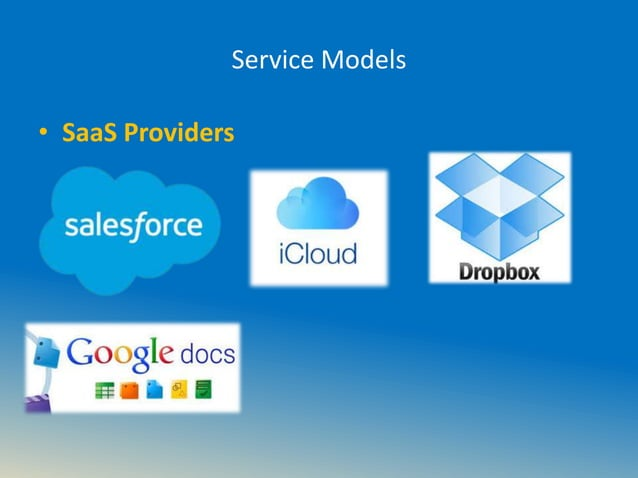 Service Models
• SaaS Providers
salesforce
iCloud
Dropbox
Google docs